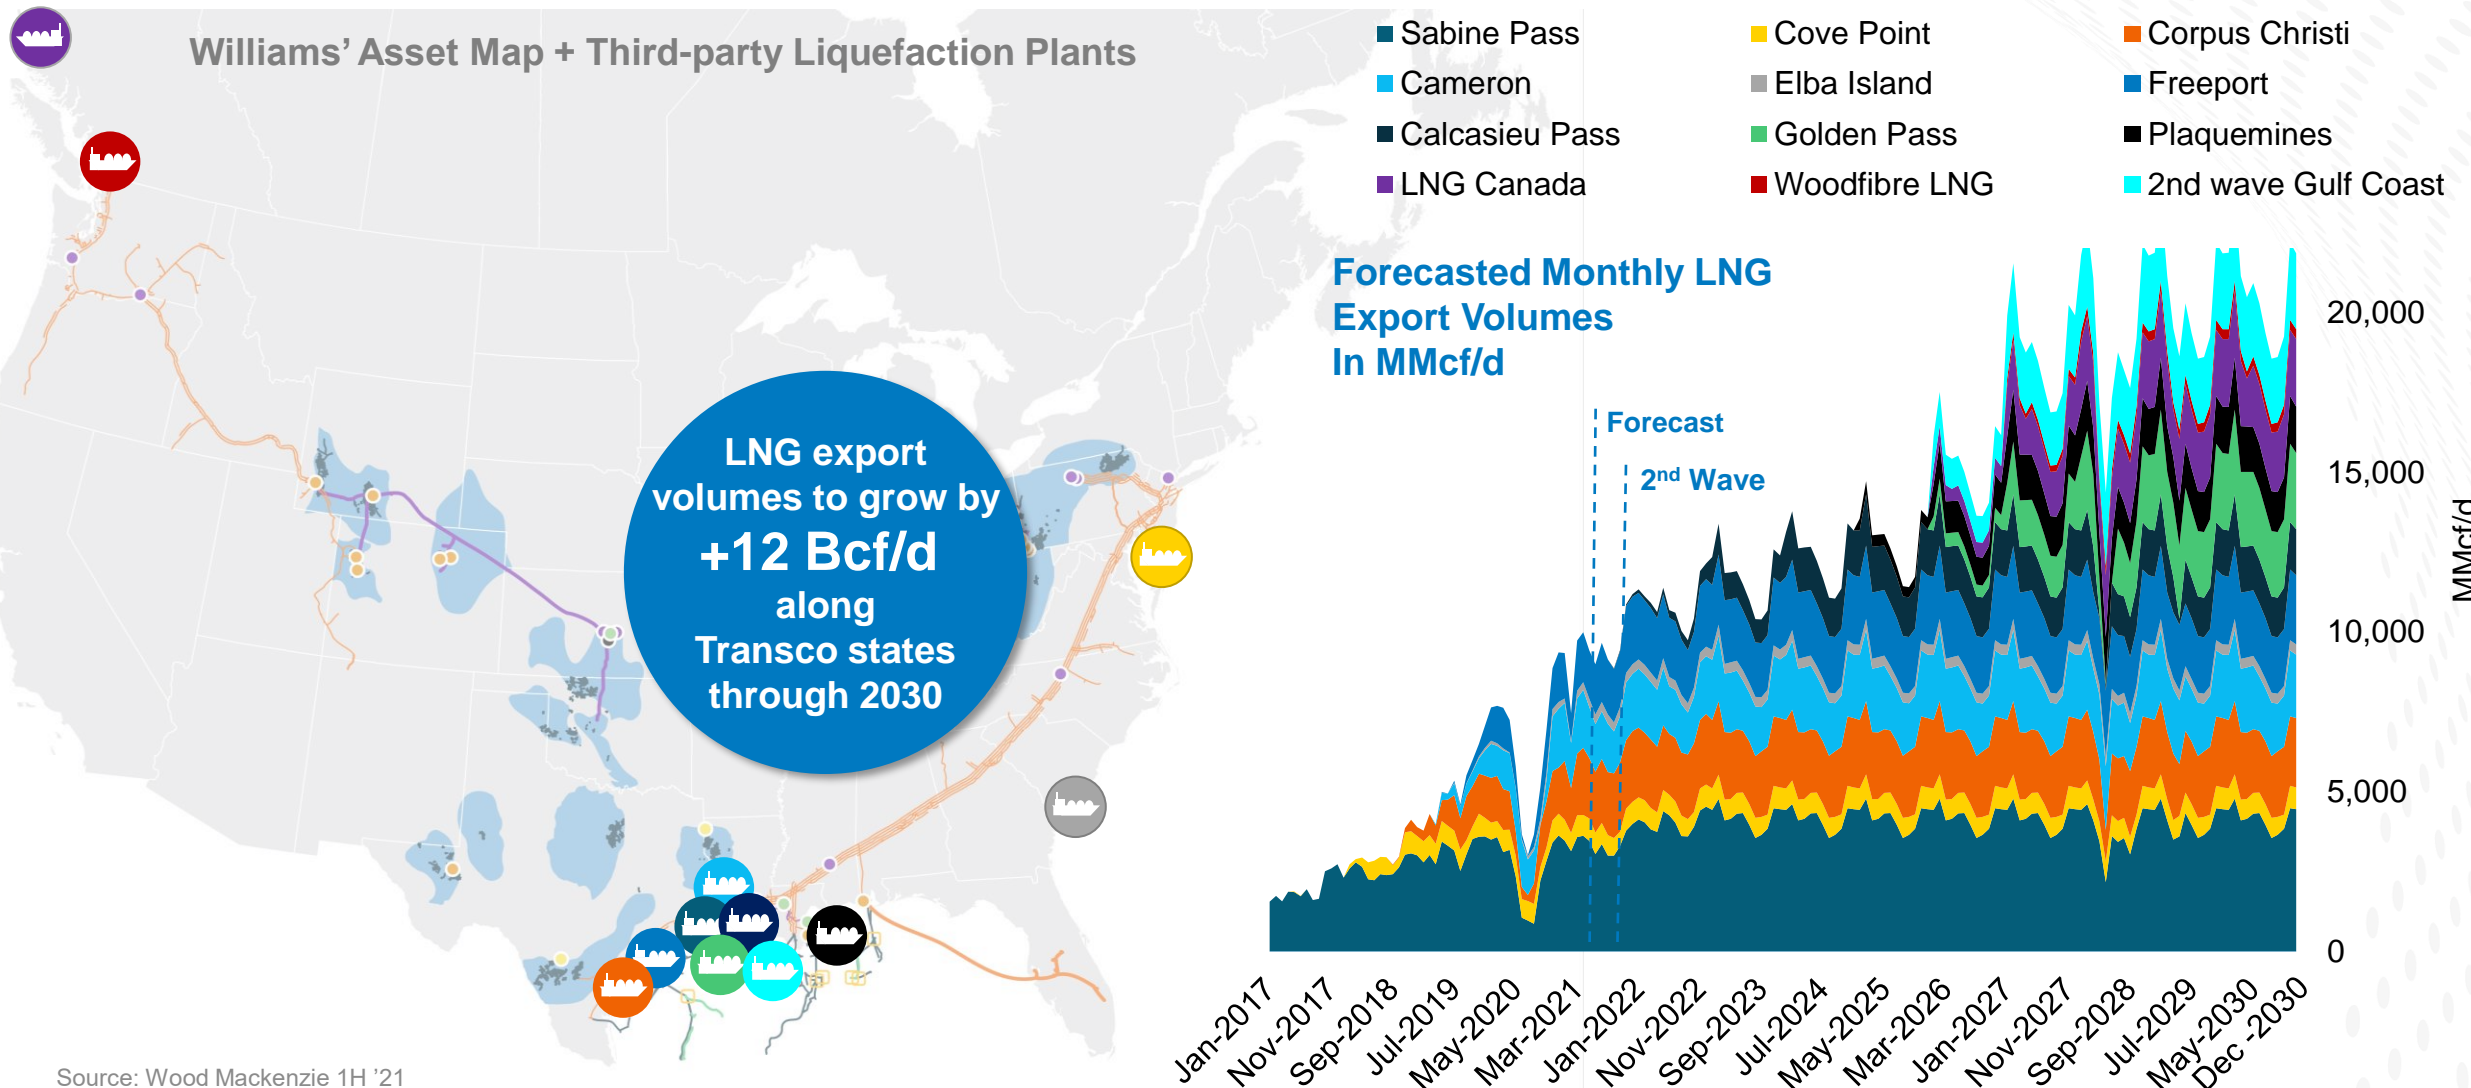 Williams’ Asset Map + Third-party Liquefaction Plants
LNG export
volumes to grow by
+12 Bcf/d
along
Transco states
through 2030
Source: Wood Mackenzie 1H ’21
Sabine Pass
Cove Point
Corpus Christi
Cameron
Elba Island
Freeport
Calcasieu Pass
Golden Pass
Plaquemines
LNG Canada
Woodfibre LNG
2nd wave Gulf Coast
Forecasted Monthly LNG
Export Volumes
In MMcf/d
Forecast
2nd Wave
20,000
15,000
10,000
5,000
0
MMcf/d
Jan-2017
Nov-2017
Sep-2018
Jul-2019
May-2020
Mar-2021
Jan-2022
Nov-2022
Sep-2023
Jul-2024
May-2025
Mar-2026
Jan-2027
Nov-2027
Sep-2028
Jul-2029
May-2030
Dec -2030